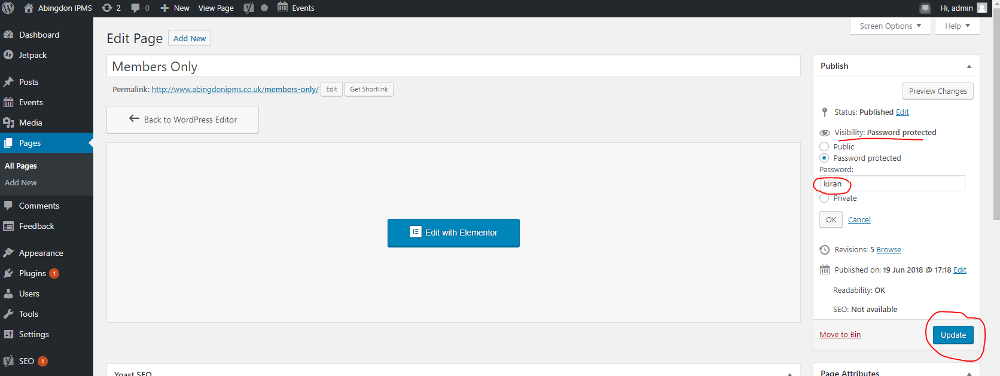 Abingdon IPMS 2 0 New View Page Events Hi, admin
Screen Options Help
Dashboard
Jetpack
Posts
Events
Media
Pages
All Pages
Add New
Comments
Feedback
Appearance
Plugins 1
Users
Tools
Settings
SEO 1
Edit Page Add New
Members Only
Permalink: http://www.abingdonipms.co.uk/members-only/ Edit Get Shortlink
Back to WordPress Editor
Edit with Elementor
Yoast SEO
Publish
Preview Changes
Status: Published Edit
Visibility: Password protected
Public
Password protected
Password:
kiran
Private
OK Cancel
Revisions: 5 Browse
Published on: 19 Jun 2018 @ 17:18 Edit
Readability: OK
SEO: Not available
Move to Bin Update
Page Attributes